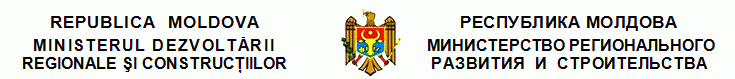 REPUBLICA MOLDOVA
MINISTERUL DEZVOLTĂRII
REGIONALE ŞI CONSTRUCŢIILOR
РЕСПУБЛИКА МОЛДОВА
МИНИСТЕРСТВО РЕГИОНАЛЬНОГО
РАЗВИТИЯ И СТРОИТЕЛЬСТВА